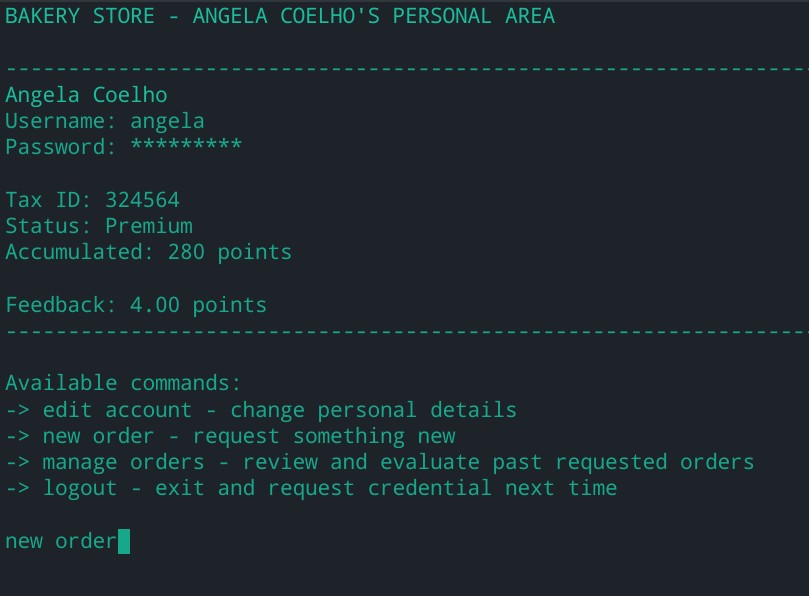 BAKERY STORE - ANGELA COELHO'S PERSONAL AREA
-----------------------------------------------------------------
Angela Coelho
Username: angela
Password: *********
Tax ID: 324564
Status: Premium
Accumulated: 280 points
Feedback: 4.00 points
-----------------------------------------------------------------
Available commands:
-> edit account - change personal details
-> new order - request something new
-> manage orders - review and evaluate past requested orders
-> logout - exit and request credential next time
new order